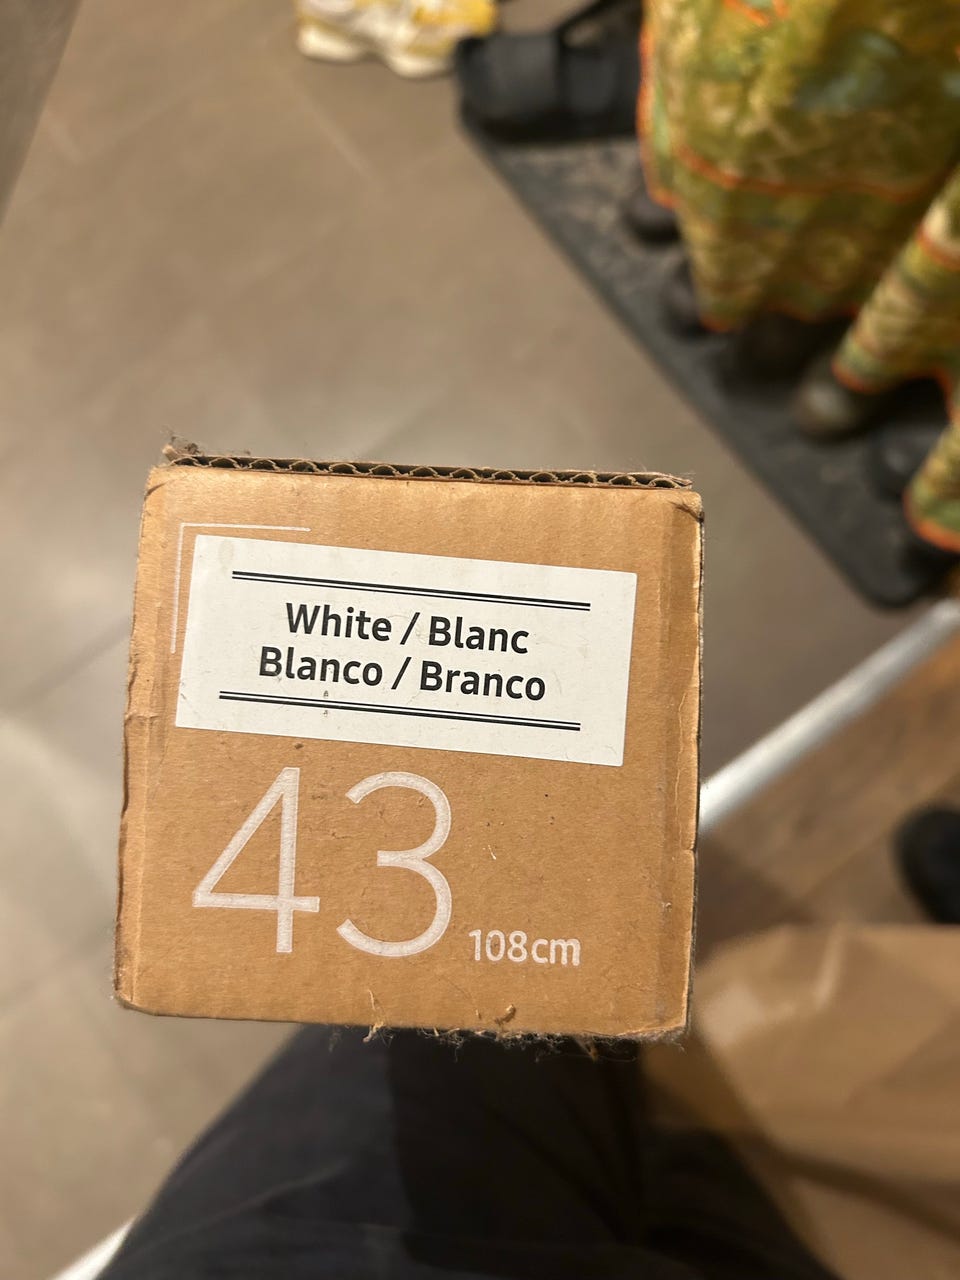 White / Blanc
Blanco / Branco
43
108cm